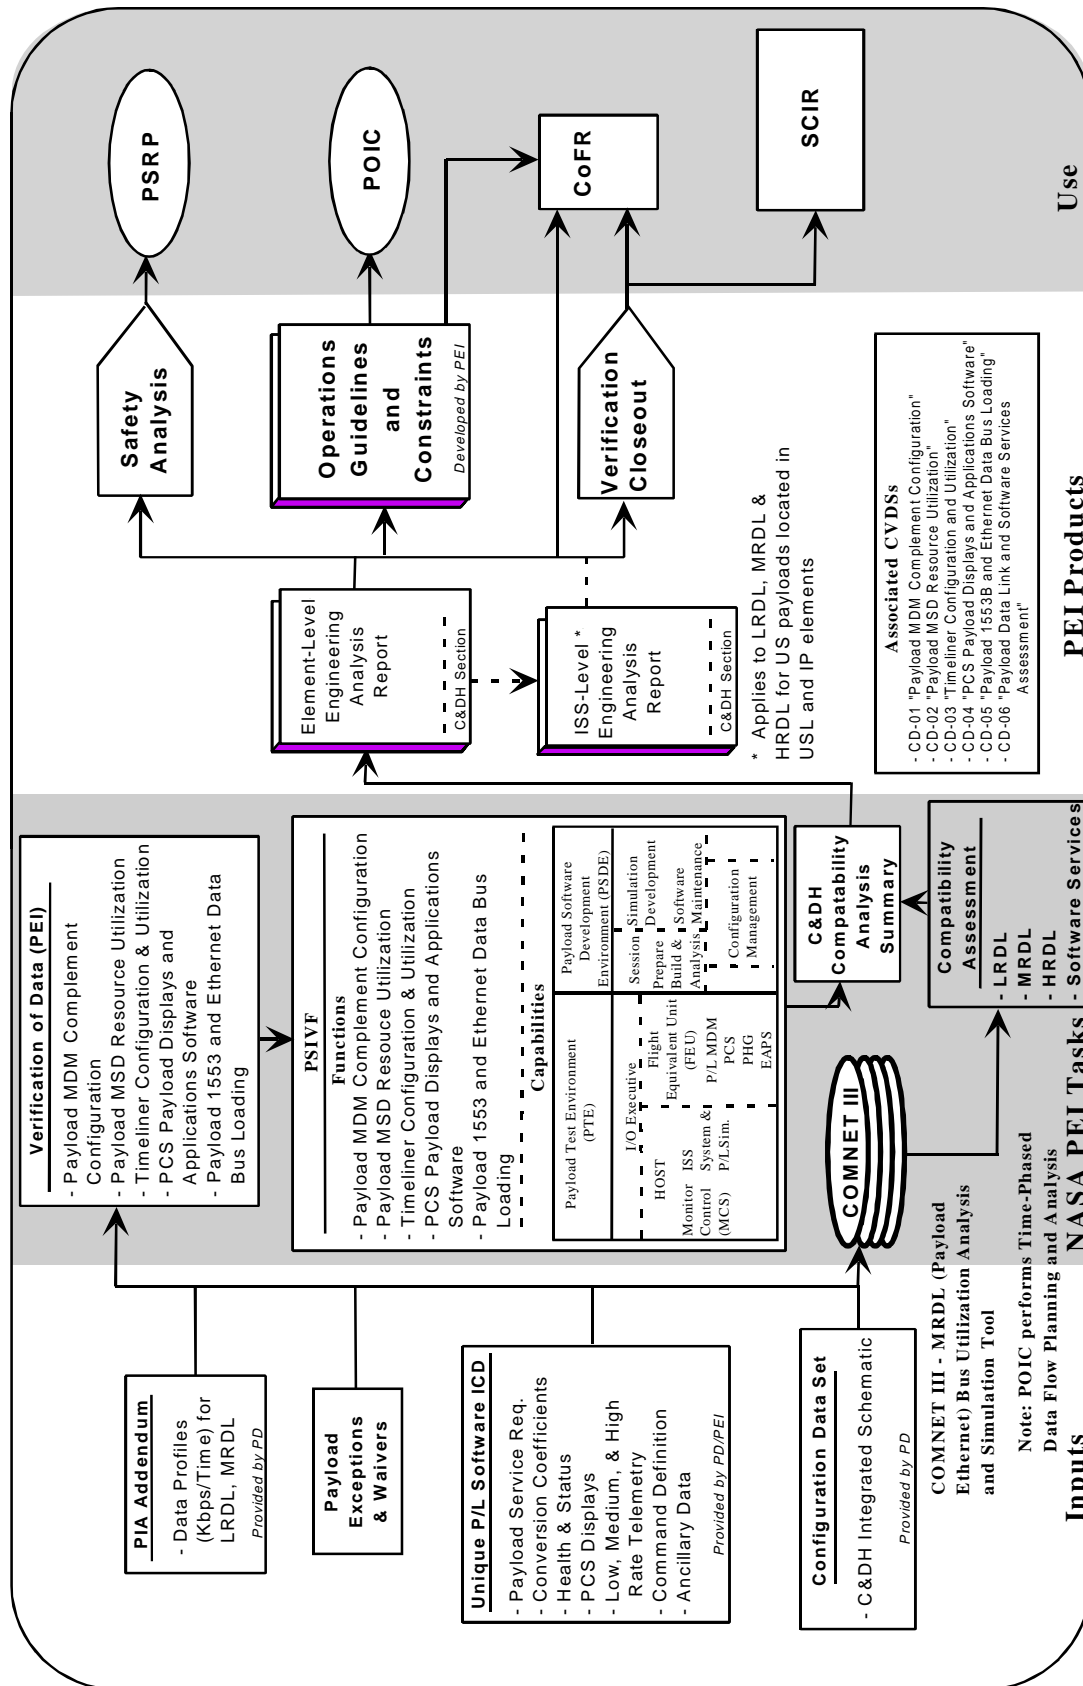 PIA Addendum
- Data Profiles
(Kbps/Time) for
LRDL, MRDL
Provided by PD
Payload
Exceptions
& Waivers
Unique P/L Software ICD
- Payload Service Req.
- Conversion Coefficients
- Health & Status
- PCS Displays
- Low, Medium, & High
Rate Telemetry
- Command Definition
- Ancillary Data
Provided by PD/PEI
Configuration Data Set
- C&DH Integrated Schematic
Provided by PD
COMNET III - MRDL (Payload
Ethernet) Bus Utilization Analysis
and Simulation Tool
Note: POIC performs Time-Phased
Data Flow Planning and Analysis
Inputs
Verification of Data (PEI)
- Payload MDM Complement
Configuration
- Payload MSD Resource Utilization
- Timeliner Configuration & Utilization
- PCS Payload Displays and
Applications Software
- Payload 1553 and Ethernet Data
Bus Loading
PSIVF
Functions
- Payload MDM Complement Configuration
- Payload MSD Resouce Utilization
- Timeliner Configuration & Utilization
- PCS Payload Displays and Applications
Software
- Payload 1553 and Ethernet Data Bus
Loading
Capabilities
Payload Test Environment
(PTE)
I/O Executive
HOST
Monitor ISS
Control System &
(MCS) P/LSim.
Flight
Equivalent Unit
(FEU)
P/L MDM
PCS
PHG
EAPS
Payload Software
Development
Environment (PSDE)
Session
Prepare
Build &
Analysis
Simulation
Development
Software
Maintenance
Configuration
Management
COMNET III
C&DH
Compatability
Analysis
Summary
Compatibility
Assessment
- LRDL
- MRDL
- HRDL
- Software Services
NASA PEI Tasks
Element-Level
Engineering
Analysis
Report
C&DH Section
ISS-Level *
Engineering
Analysis
Report
C&DH Section
* Applies to LRDL, MRDL &
HRDL for US payloads located in
USL and IP elements
Safety
Analysis
Operations
Guidelines
and
Constraints
Developed by PEI
Verification
Closeout
Associated CVDSs
- CD-01 "Payload MDM Complement Configuration"
- CD-02 "Payload MSD Resource Utilization"
- CD-03 "Timeliner Configuration and Utilization"
- CD-04 "PCS Payload Displays and Applications Software"
- CD-05 "Payload 1553B and Ethernet Data Bus Loading"
- CD-06 "Payload Data Link and Software Services
Assessment"
PEI Products
PSRP
POIC
CoFR
SCIR
Use